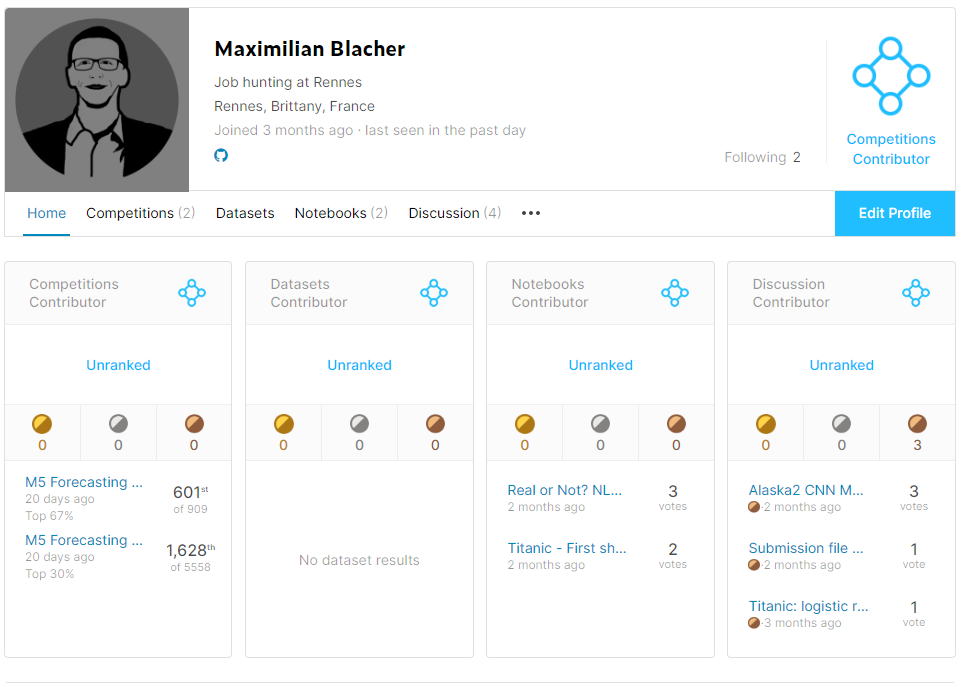 Maximilian Blacher
Job hunting at Rennes
Rennes, Brittany, France
Joined 3 months ago · last seen in the past day
Following 2
Competitions
Contributor
Home
Competitions (2)
Datasets
Notebooks (2)
Discussion (4)
•••
Edit Profile
Competitions
Contributor
Unranked
0
0
0
M5 Forecasting ...
20 days ago
Top 67%
601st
of 909
M5 Forecasting ...
20 days ago
Top 30%
1,628th
of 5558
Datasets
Contributor
Unranked
0
0
0
No dataset results
Notebooks
Contributor
Unranked
0
0
0
Real or Not? NL...
2 months ago
3
votes
Titanic - First sh...
2 months ago
2
votes
Discussion
Contributor
Unranked
0
0
3
Alaska2 CNN M...
·2 months ago
3
votes
Submission file ...
·2 months ago
1
vote
Titanic: logistic r...
·3 months ago
1
vote